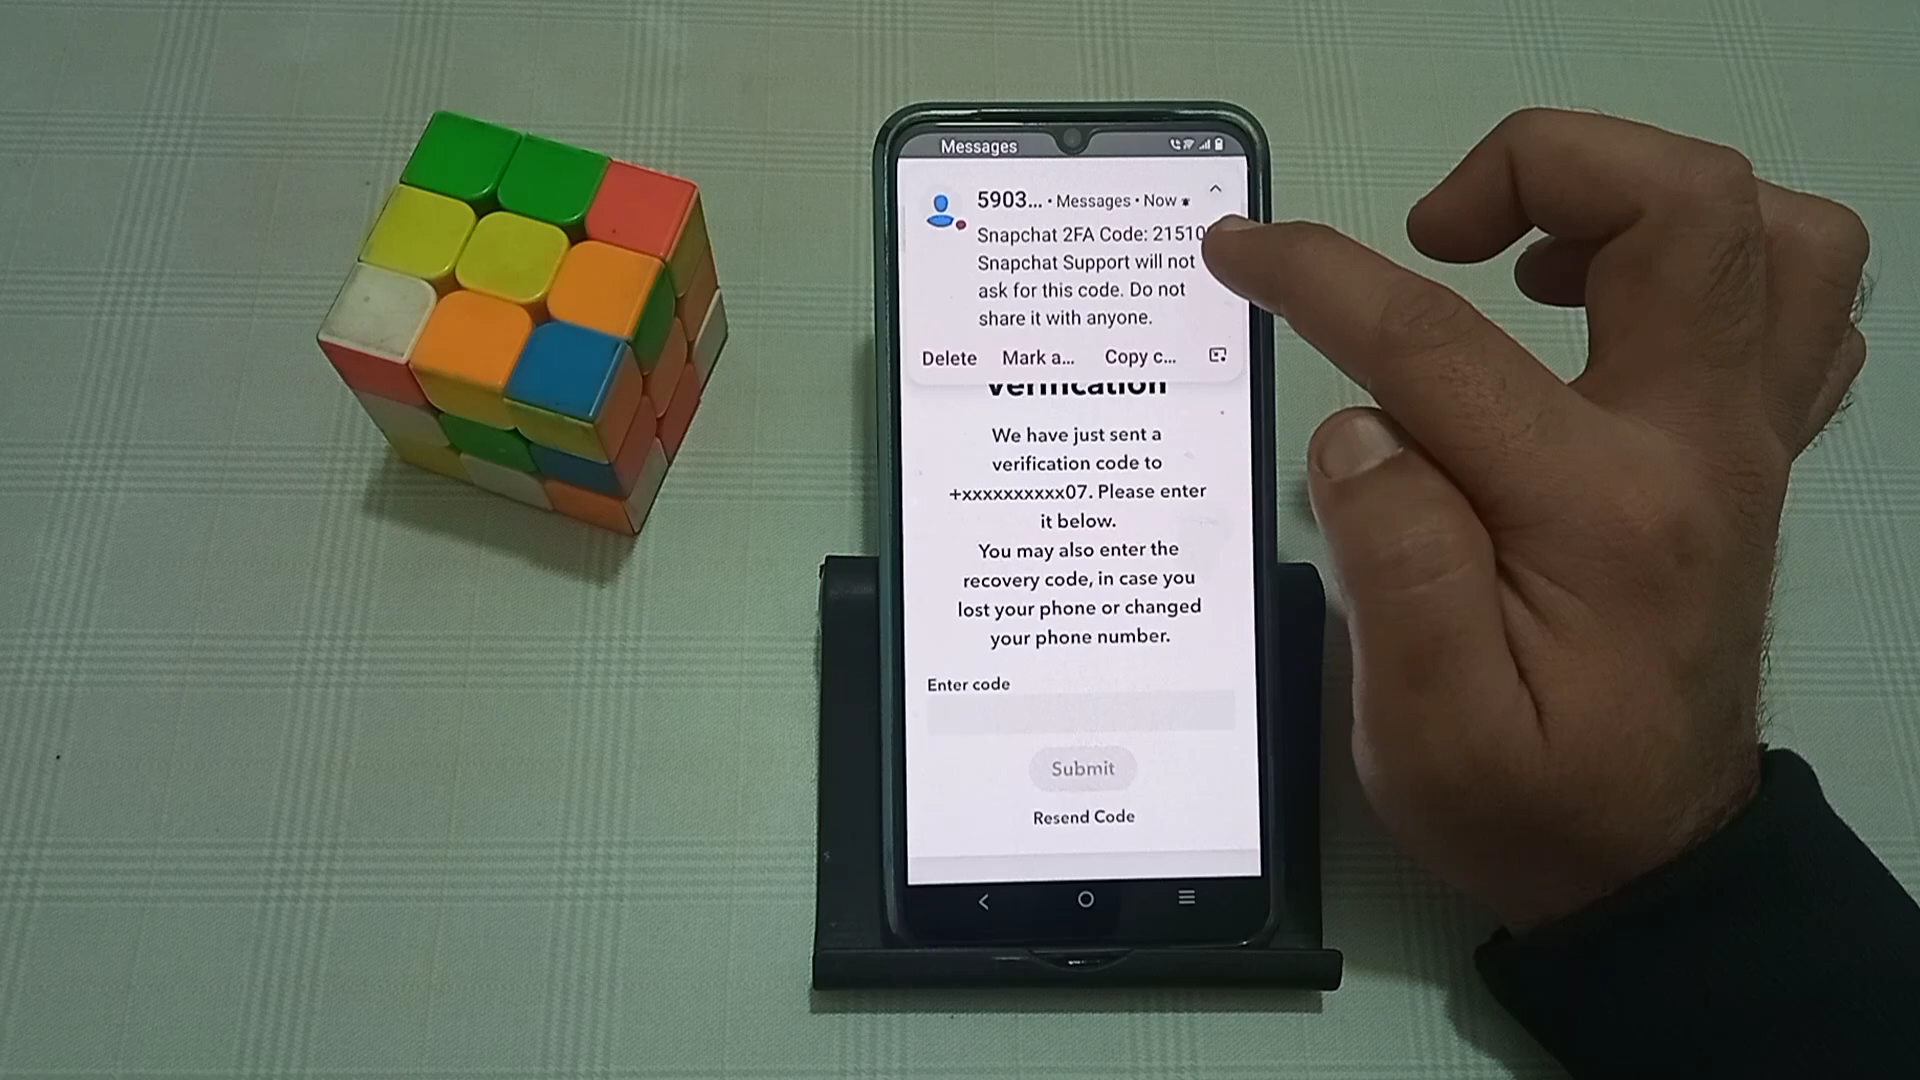 Messages
5903... • Messages • Now
Snapchat 2FA Code:
Snapchat Support will not
ask for this code. Do not
share it with anyone.
Delete Mark a... Copy c...
Verification
We have just sent a
verification code to
+xxxxxxxxxx07. Please enter
it below.
You may also enter the
recovery code, in case you
lost your phone or changed
your phone number.
Enter code
Submit
Resend Code